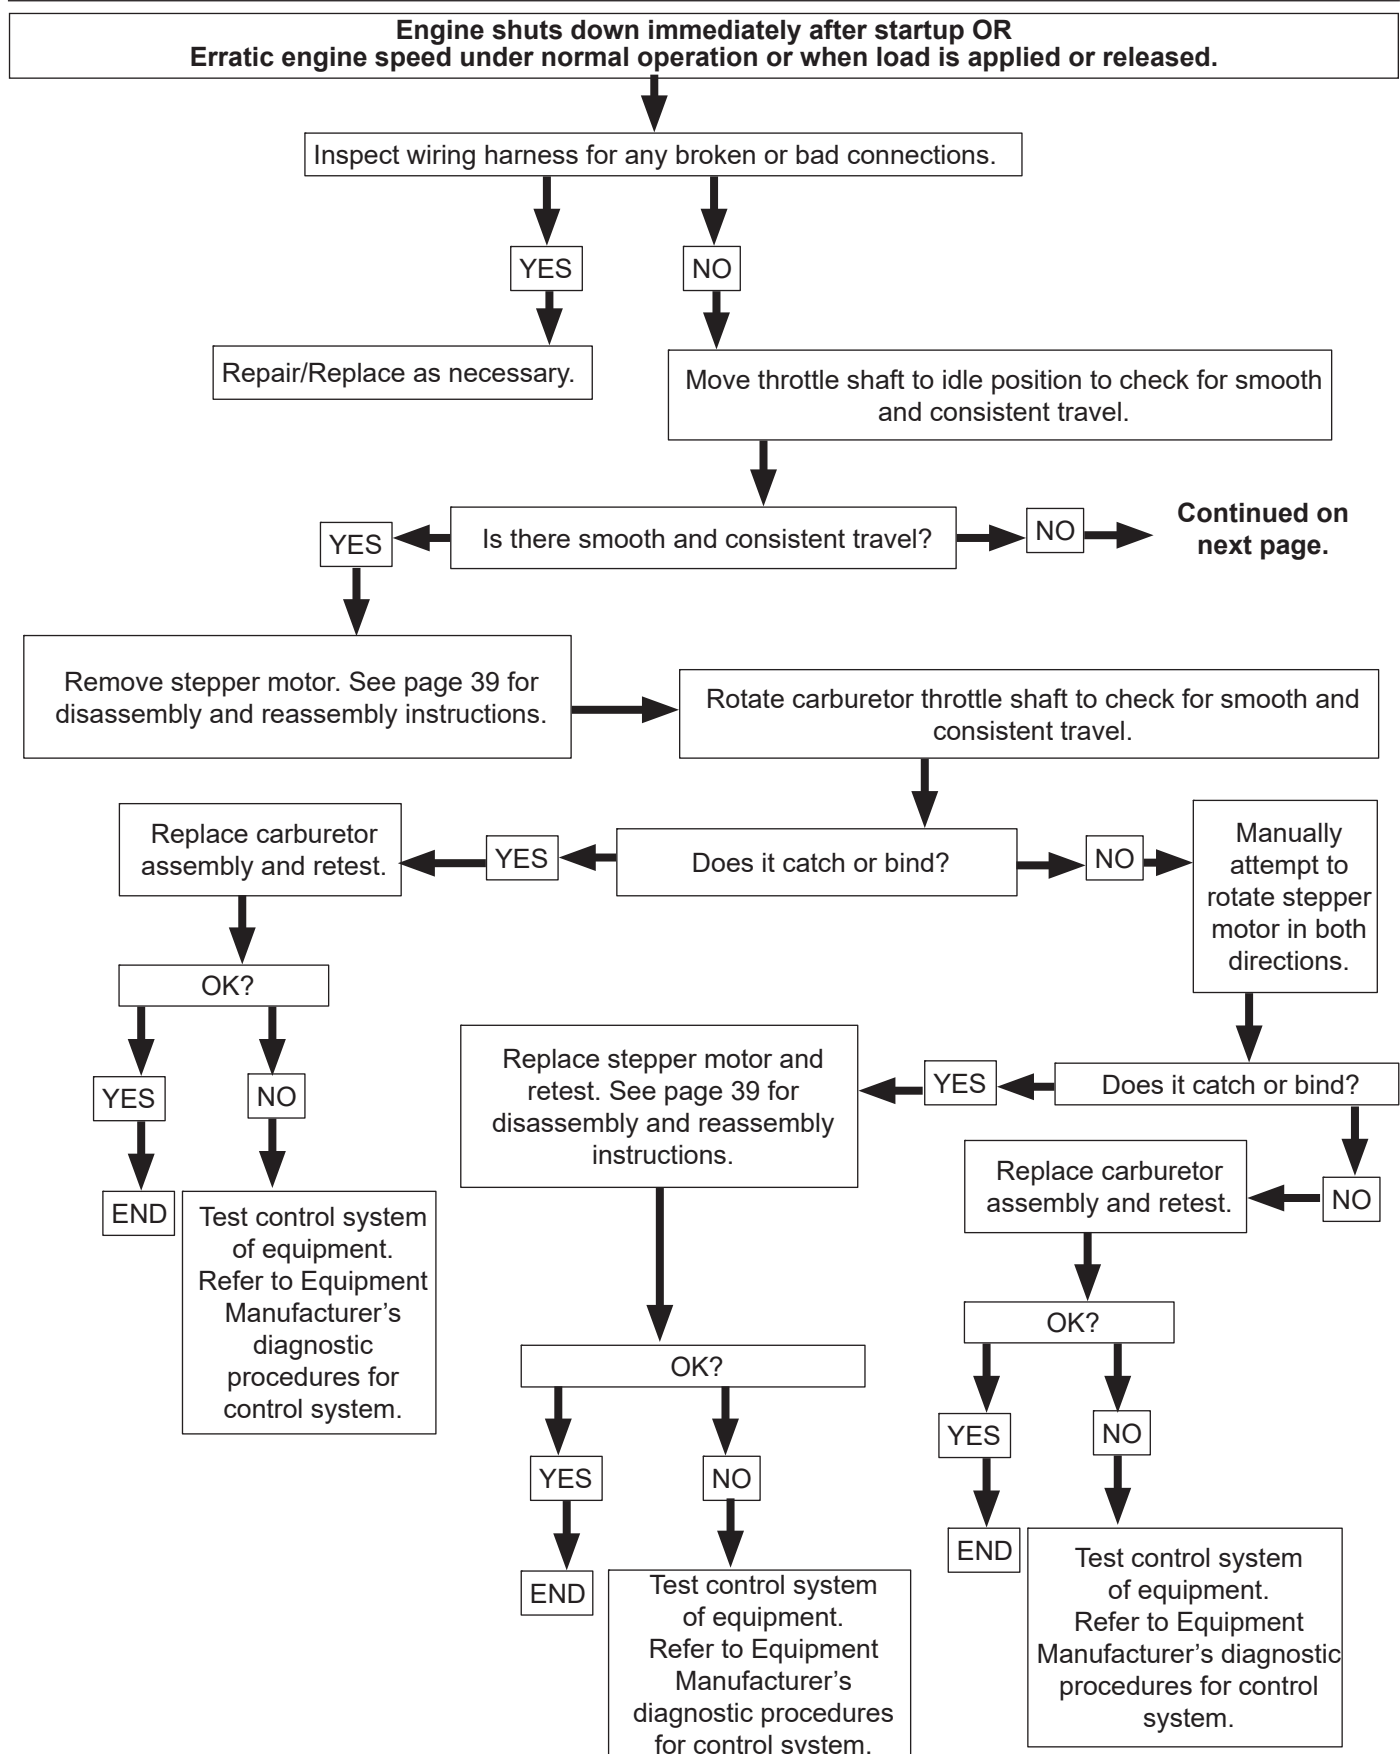 Engine shuts down immediately after startup OR
Erratic engine speed under normal operation or when load is applied or released.
Inspect wiring harness for any broken or bad connections.
YES
NO
Repair/Replace as necessary.
Move throttle shaft to idle position to check for smooth
and consistent travel.
YES
Is there smooth and consistent travel?
NO
Continued on
next page.
Remove stepper motor. See page 39 for
disassembly and reassembly instructions.
Rotate carburetor throttle shaft to check for smooth and
consistent travel.
Replace carburetor
assembly and retest.
YES
Does it catch or bind?
NO
Manually
attempt to
rotate stepper
motor in both
directions.
OK?
YES
NO
END
Test control system
of equipment.
Refer to Equipment
Manufacturer’s
diagnostic
procedures for
control system.
Replace stepper motor and
retest. See page 39 for
disassembly and reassembly
instructions.
YES
Does it catch or bind?
NO
Replace carburetor
assembly and retest.
OK?
YES
NO
END
Test control system
of equipment.
Refer to Equipment
Manufacturer’s
diagnostic procedures
for control system.
OK?
YES
NO
END
Test control system
of equipment.
Refer to Equipment
Manufacturer’s diagnostic
procedures for control
system.